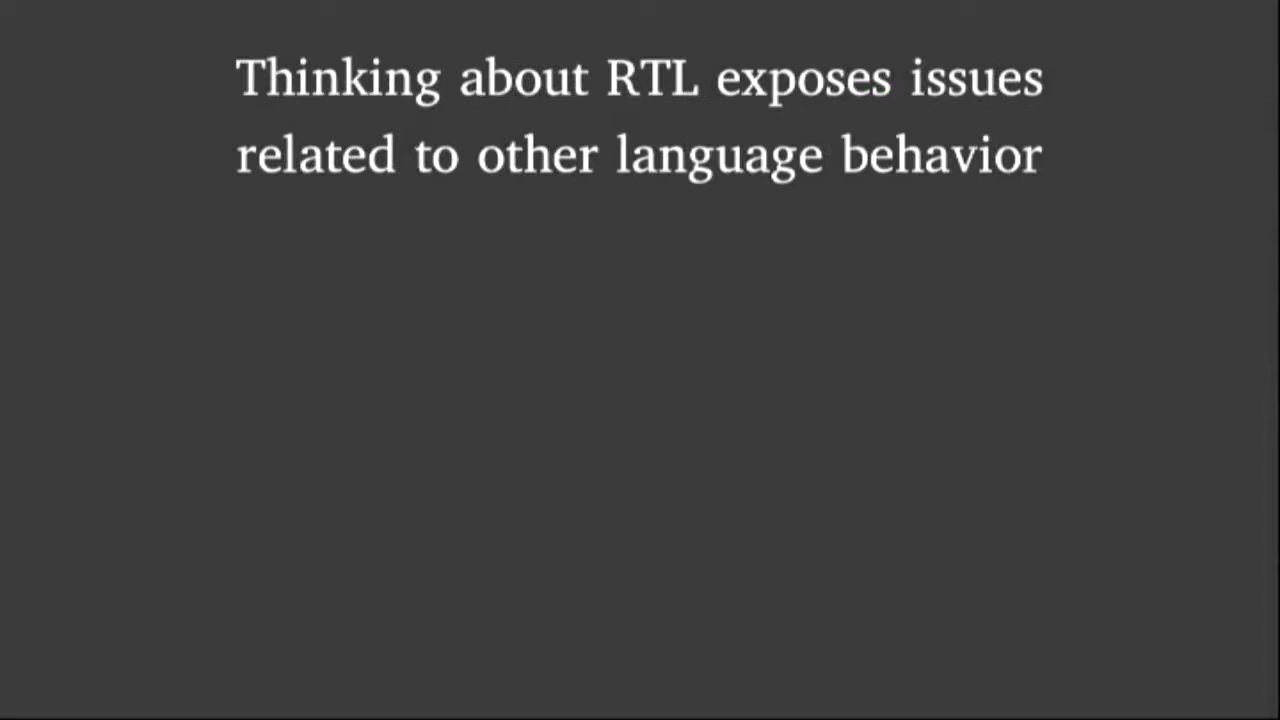 Thinking about RTL exposes issues
related to other language behavior